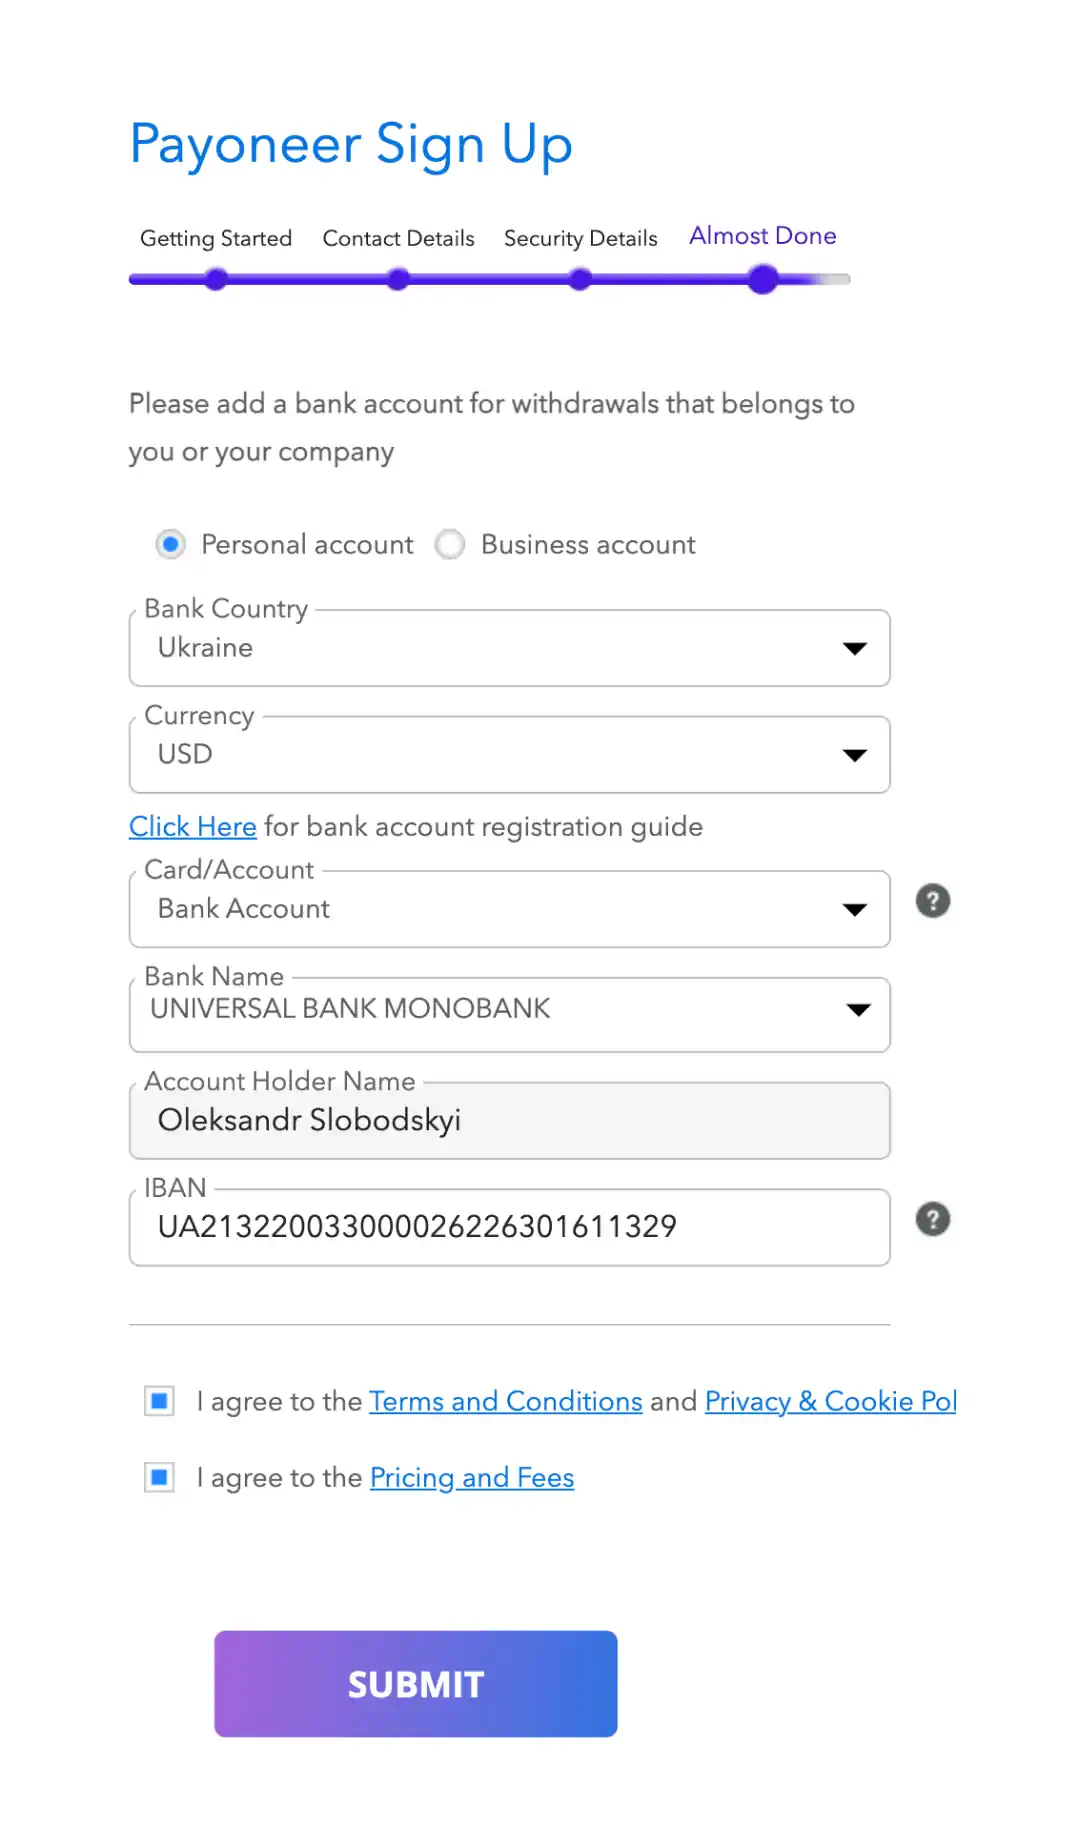 Payoneer Sign Up
Getting Started Contact Details Security Details Almost Done
Please add a bank account for withdrawals that belongs to
you or your company
Personal account Business account
Bank Country
Ukraine
Currency
USD
Click Here for bank account registration guide
Card/Account
Bank Account
?
Bank Name
UNIVERSAL BANK MONOBANK
Account Holder Name
Oleksandr Slobodskyi
IBAN
UA213220033000026226301611329
?
I agree to the Terms and Conditions and Privacy & Cookie Pol
I agree to the Pricing and Fees
SUBMIT